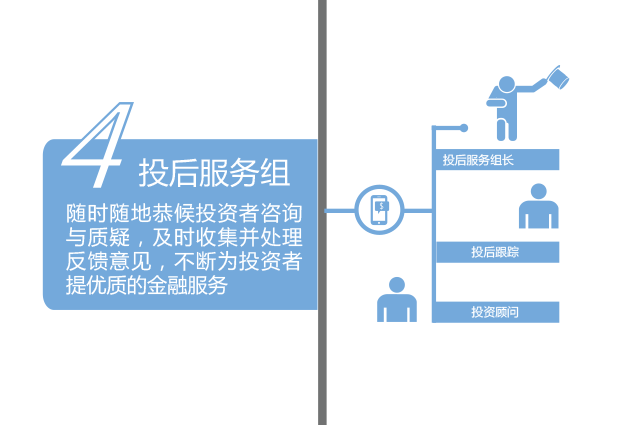 4
投后服务组
随时随地恭候投资者咨询
与质疑，及时收集并处理
反馈意见，不断为投资者
提优质的金融服务
投后服务组长
投后跟踪
投资顾问